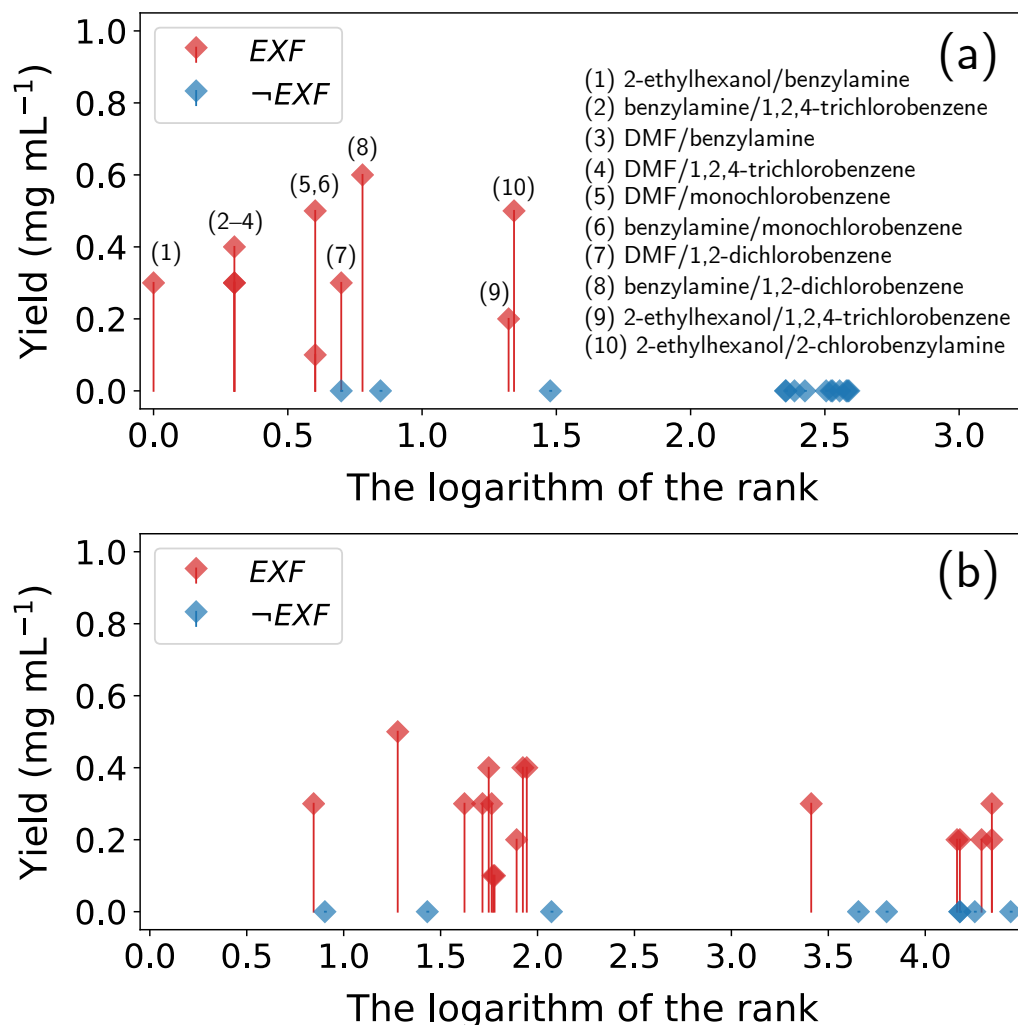 (a)
EXF
¬EXF
(1) 2-ethylhexanol/benzylamine
(2) benzylamine/1,2,4-trichlorobenzene
(3) DMF/benzylamine
(4) DMF/1,2,4-trichlorobenzene
(5) DMF/monochlorobenzene
(6) benzylamine/monochlorobenzene
(7) DMF/1,2-dichlorobenzene
(8) benzylamine/1,2-dichlorobenzene
(9) 2-ethylhexanol/1,2,4-trichlorobenzene
(10) 2-ethylhexanol/2-chlorobenzylamine
(1)
(2–4)
(5,6)
(7)
(8)
(9)
(10)
Yield (mg mL⁻¹)
1.0
0.8
0.6
0.4
0.2
0.0
0.0 0.5 1.0 1.5 2.0 2.5 3.0
The logarithm of the rank
(b)
EXF
¬EXF
Yield (mg mL⁻¹)
1.0
0.8
0.6
0.4
0.2
0.0
0.0 0.5 1.0 1.5 2.0 2.5 3.0 3.5 4.0
The logarithm of the rank